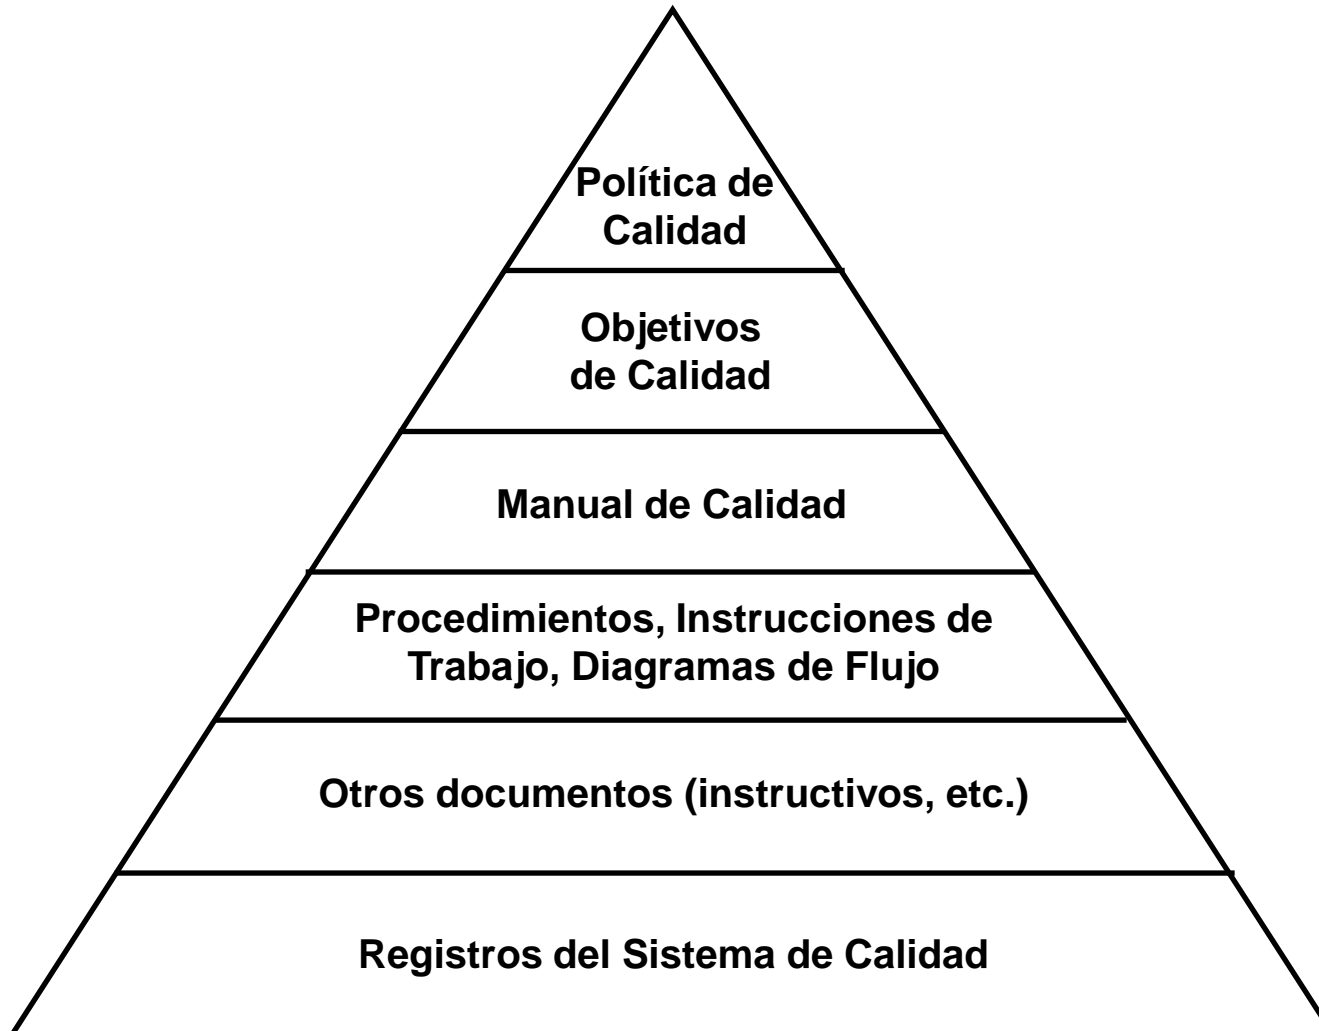 Política de
Calidad
Objetivos
de Calidad
Manual de Calidad
Procedimientos, Instrucciones de
Trabajo, Diagramas de Flujo
Otros documentos (instructivos, etc.)
Registros del Sistema de Calidad